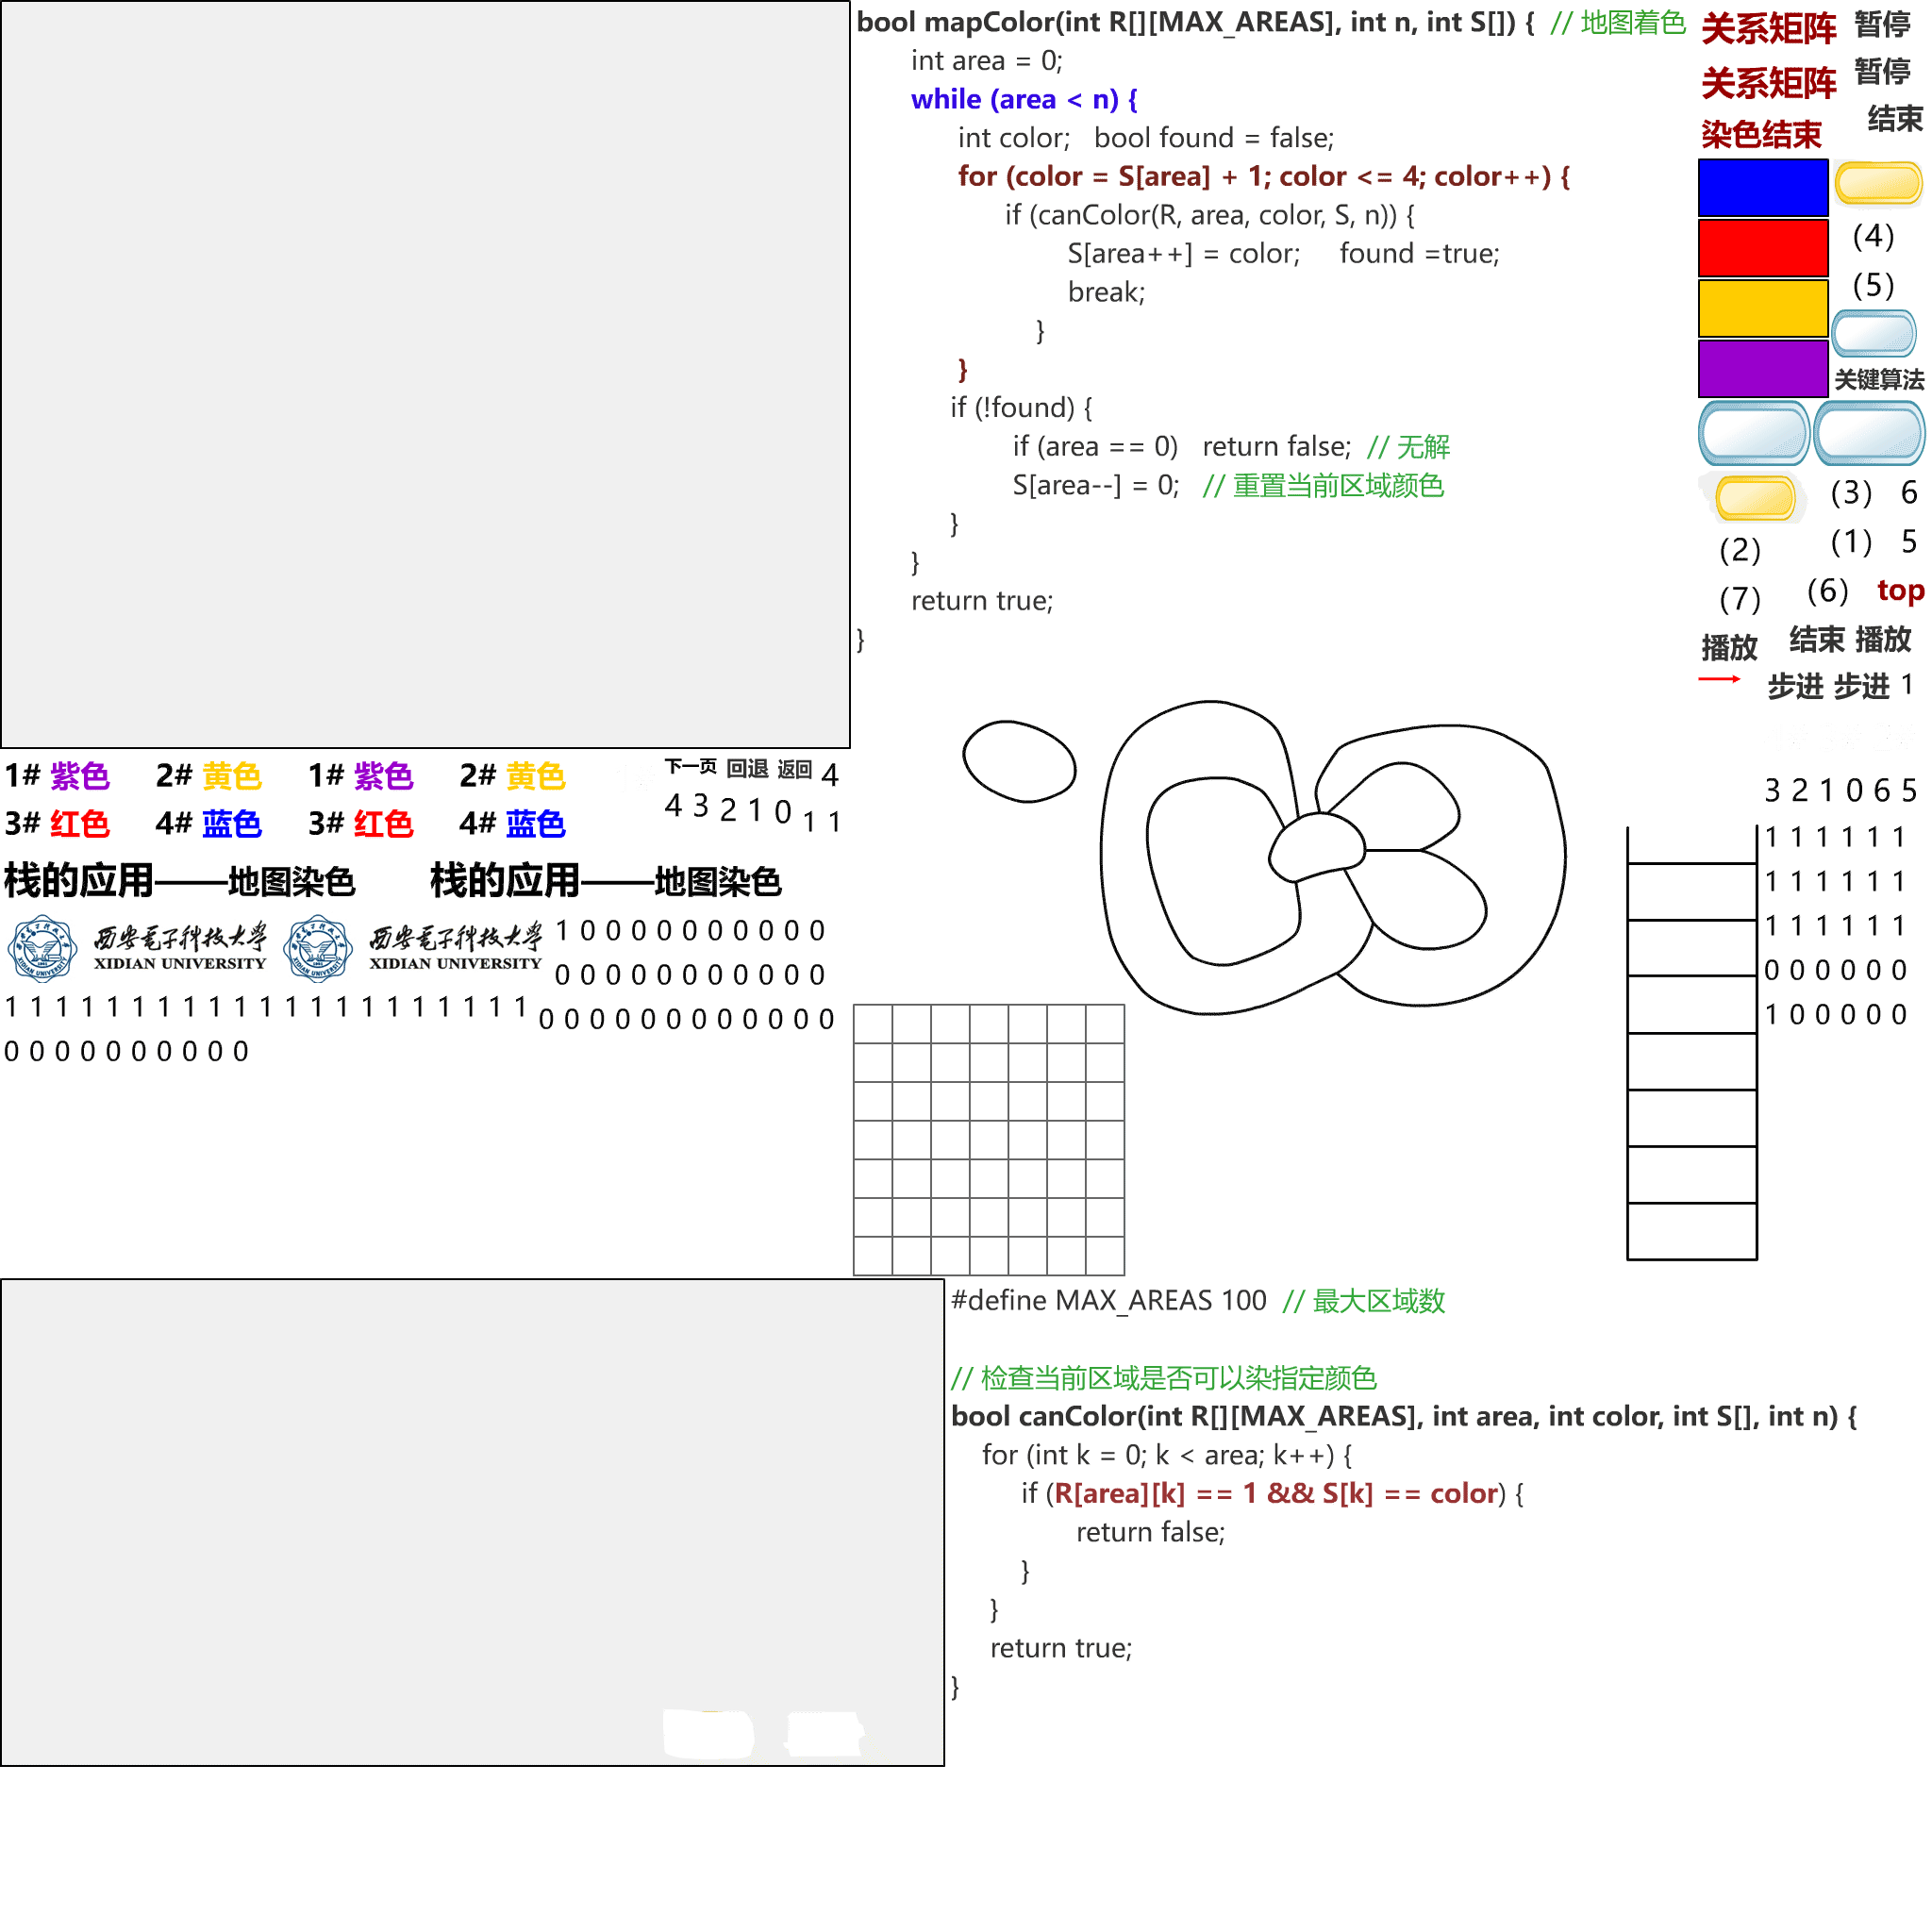 bool mapColor(int R[][MAX_AREAS], int n, int S[]) {  // 地图着色
int area = 0;
while (area < n) {
int color;   bool found = false;
for (color = S[area] + 1; color <= 4; color++) {
if (canColor(R, area, color, S, n)) {
S[area++] = color;     found =true;
break;
}
}
if (!found) {
if (area == 0)   return false;  // 无解
S[area--] = 0;   // 重置当前区域颜色
}
}
return true;
}
关系矩阵 暂停
关系矩阵 暂停
染色结束 结束
(4)
(5)
关键算法
(3) 6
(2) (1) 5
(7) (6) top
播放 结束 播放
步进 步进 1
1# 紫色 2# 黄色 1# 紫色 2# 黄色 下一页 回退 返回 4
3# 红色 4# 蓝色 3# 红色 4# 蓝色 4 3 2 1 0 1 1
栈的应用——地图染色 栈的应用——地图染色
西安电子科技大学 西安电子科技大学
XIDIAN UNIVERSITY XIDIAN UNIVERSITY
1 0 0 0 0 0 0 0 0 0 0
0 0 0 0 0 0 0 0 0 0 0
1 1 1 1 1 1 1 1 1 1 1 1 1 1 1 1 1 1 1 1 1 0 0 0 0 0 0 0 0 0 0 0 0
0 0 0 0 0 0 0 0 0 0
3 2 1 0 6 5
1 1 1 1 1 1
1 1 1 1 1 1
1 1 1 1 1 1
0 0 0 0 0 0
1 0 0 0 0 0
#define MAX_AREAS 100  // 最大区域数
// 检查当前区域是否可以染指定颜色
bool canColor(int R[][MAX_AREAS], int area, int color, int S[], int n) {
for (int k = 0; k < area; k++) {
if (R[area][k] == 1 && S[k] == color) {
return false;
}
}
return true;
}